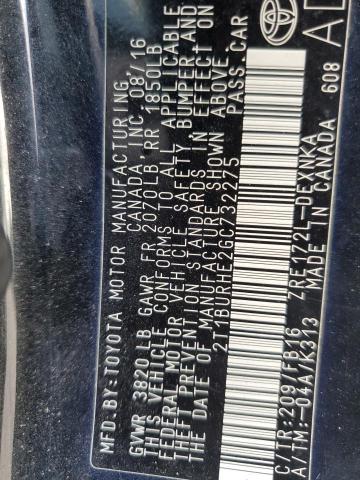 MFD.BY:TOYOTA MOTOR MANUFACTURING
CANADA INC. 08/16
GVWR 3820LB GAWR FR 2070LB RR 1850LB
THIS VEHICLE CONFORMS TO ALL APPLICABLE
FEDERAL MOTOR VEHICLE SAFETY, BUMPER AND
THEFT PREVENTION STANDARDS IN EFFECT ON
THE DATE OF MANUFACTURE SHOWN ABOVE
2T1BURHE2GC732275 PASS.CAR
C/TR:209/FB16 ZRE172L-DEXNKA
A/TM:-04A/K313 MADE IN CANADA 608